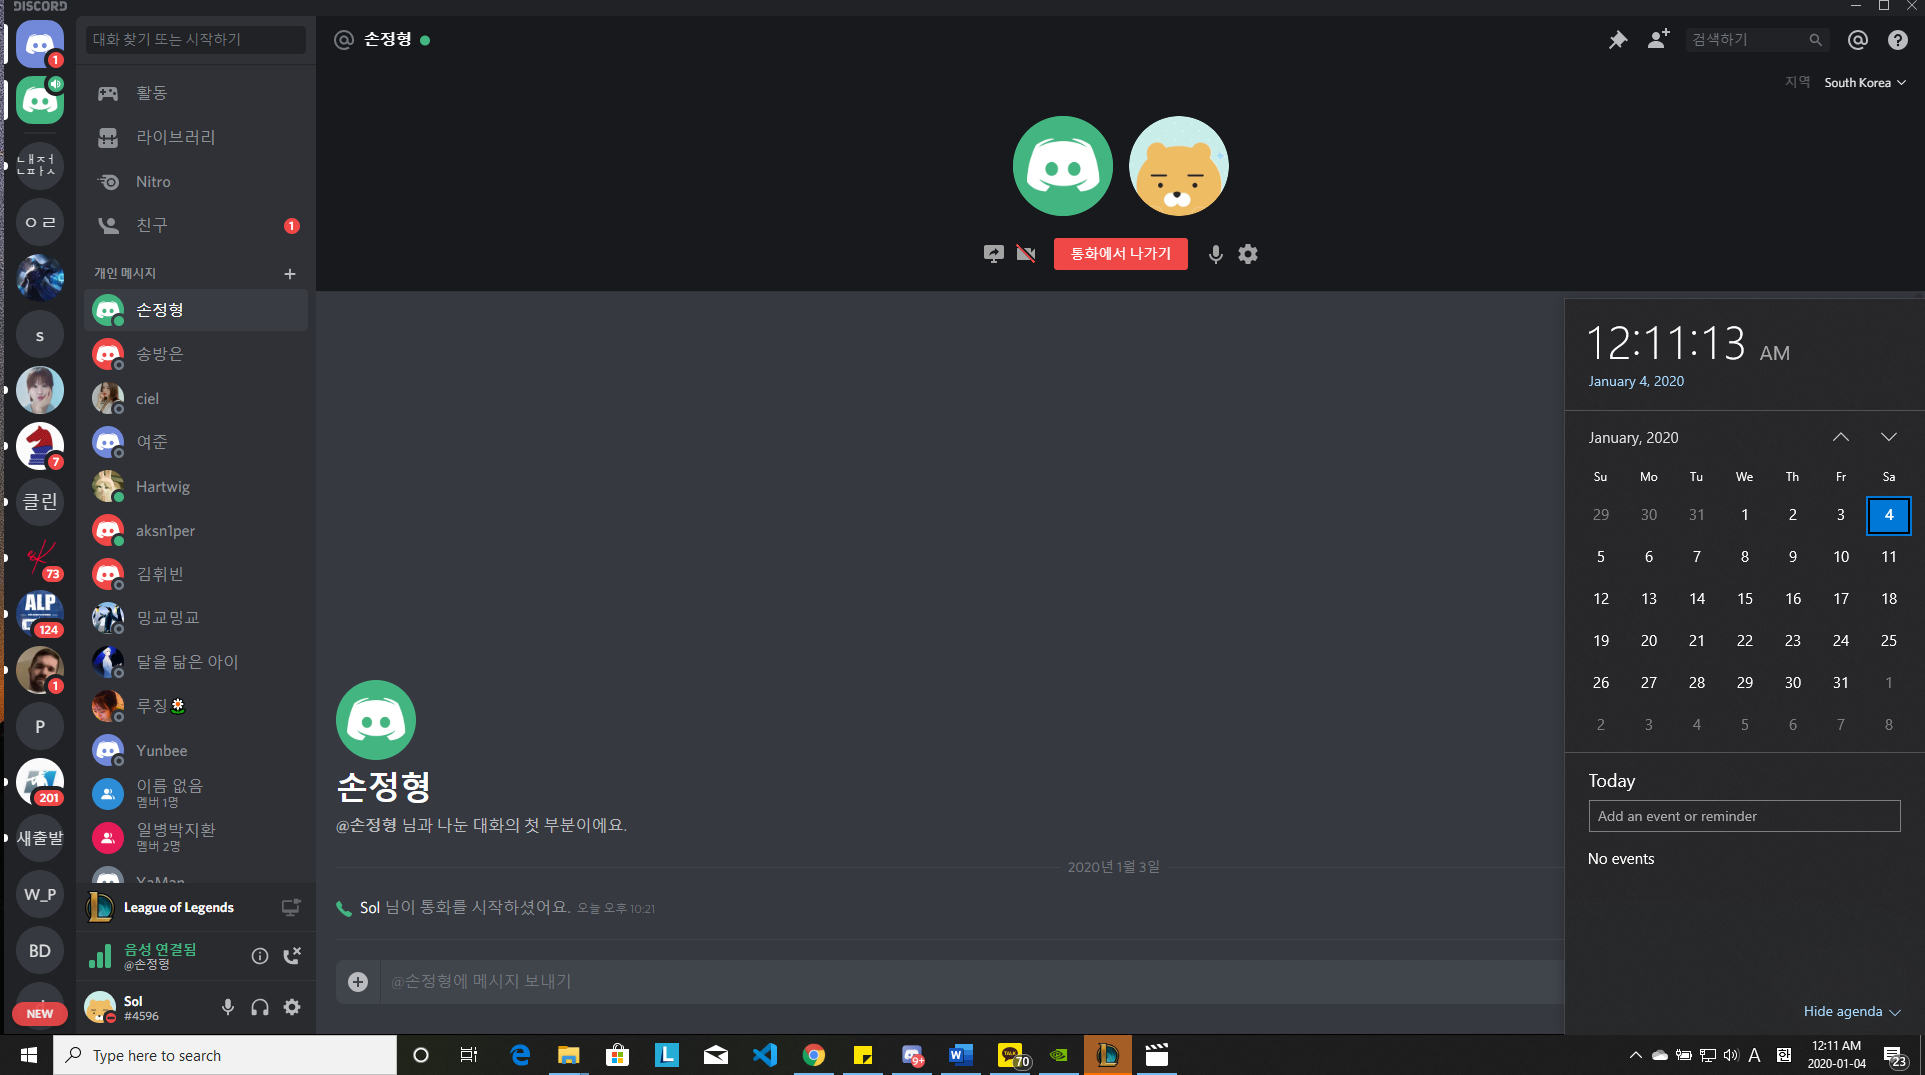 DISCORD
1
대화 찾기 또는 시작하기
손정형
검색하기
지역 South Korea
활동
라이브러리
Nitro
친구 1
개인 메시지 +
손정형
송방은
ciel
여준
Hartwig
aksn1per
김휘빈
밍교밍교
달을 닮은 아이
루징
Yunbee
이름 없음
멤버 1명
일병박지환
멤버 2명
YaMan
ㅇㄹ
s
7
클린
73
ALP
124
1
P
201
새출발
W_P
BD
NEW
League of Legends
음성 연결됨
@손정형
Sol
#4596
통화에서 나가기
손정형
@손정형 님과 나눈 대화의 첫 부분이에요.
2020년 1월 3일
Sol 님이 통화를 시작하셨어요. 오늘 오후 10:21
@손정형에 메시지 보내기
12:11:13 AM
January 4, 2020
January, 2020
Su Mo Tu We Th Fr Sa
29 30 31 1 2 3 4
5 6 7 8 9 10 11
12 13 14 15 16 17 18
19 20 21 22 23 24 25
26 27 28 29 30 31 1
2 3 4 5 6 7 8
Today
Add an event or reminder
No events
Hide agenda
Type here to search
L
9+
W
TALK
70
A
한
12:11 AM
2020-01-04
23